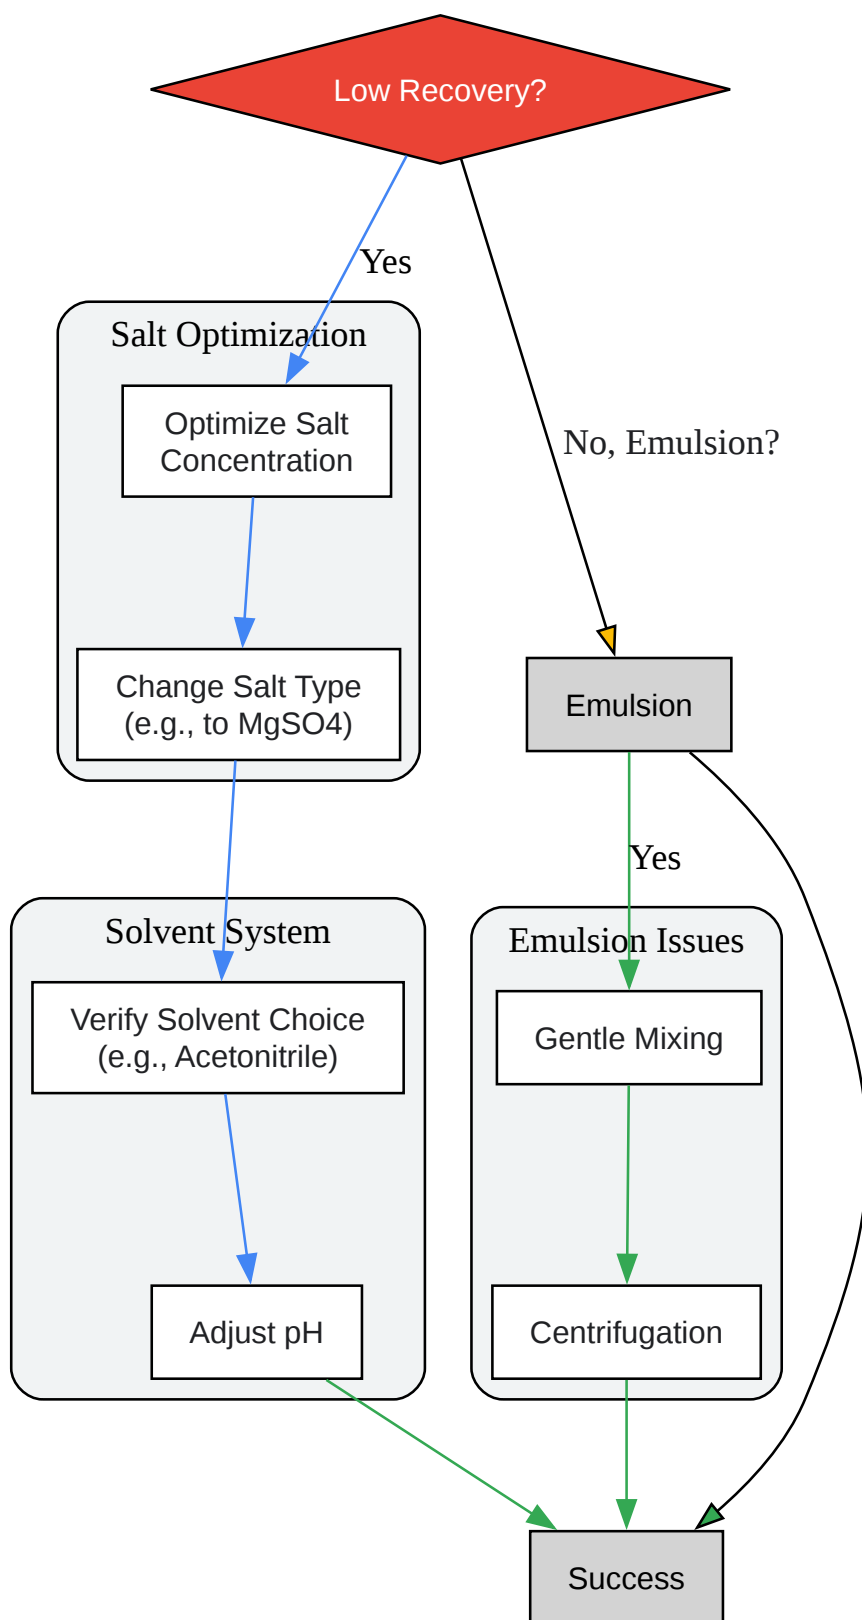 Low Recovery?
Yes
Salt Optimization
Optimize Salt
Concentration
No, Emulsion?
Change Salt Type
(e.g., to MgSO4)
Emulsion
Yes
Solvent System
Emulsion Issues
Verify Solvent Choice
(e.g., Acetonitrile)
Gentle Mixing
Adjust pH
Centrifugation
Success